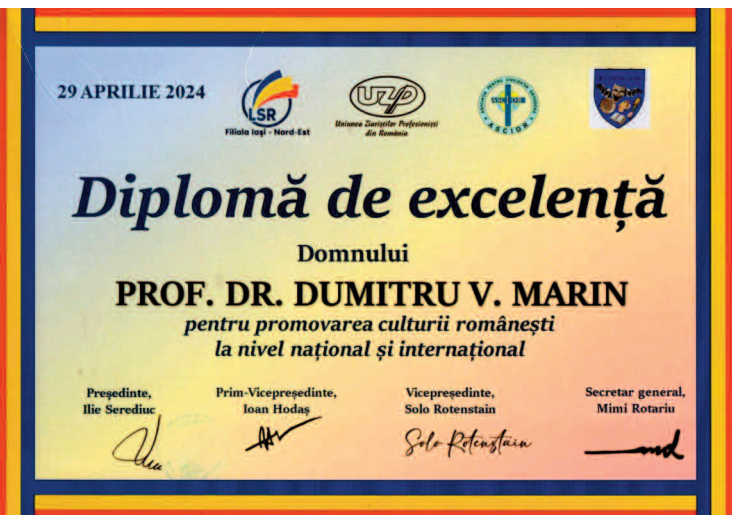 29 APRILIE 2024
LSR
Filiala Iași - Nord-Est
UZP
Uniunea Ziariștilor Profesioniști
din România
ASCIOR
ASCIOR
Diplomă de excelență
Domnului
PROF. DR. DUMITRU V. MARIN
pentru promovarea culturii românești
la nivel național și internațional
Președinte,
Ilie Serediuc
Prim-Vicepreședinte,
Ioan Hodaș
Vicepreședinte,
Solo Rotenstain
Solo Rotenstain
Secretar general,
Mimi Rotariu